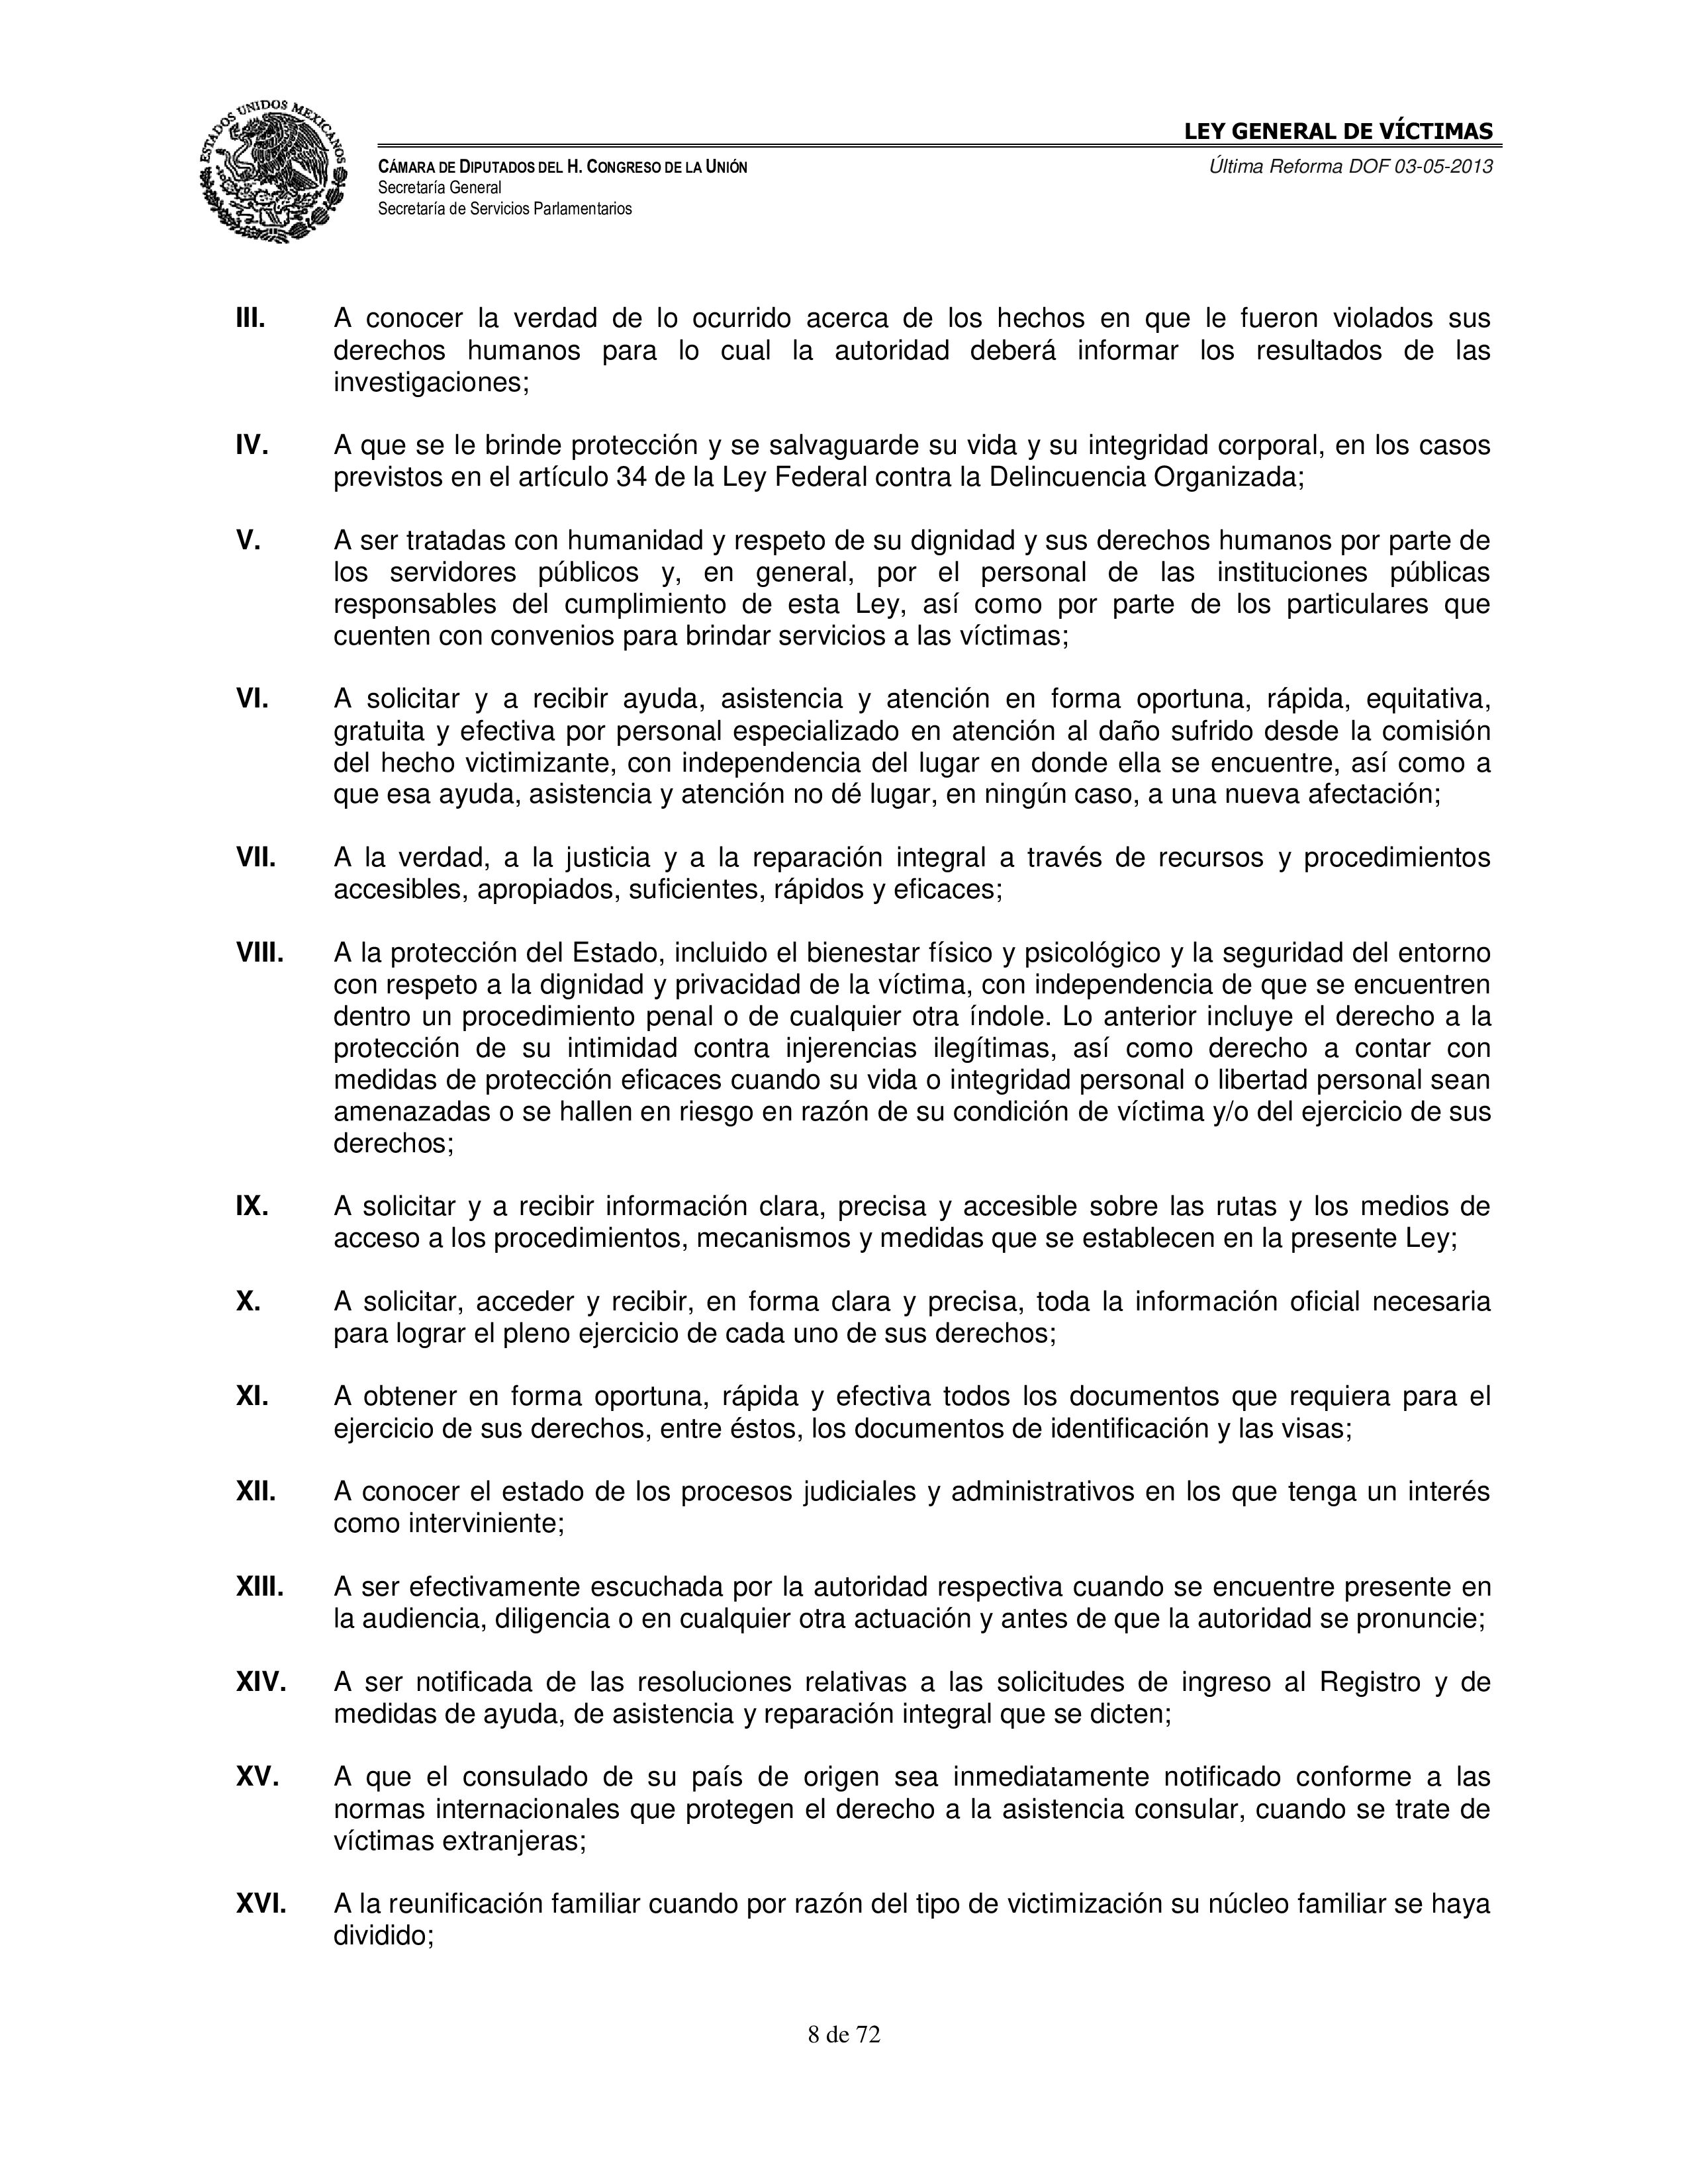 ESTADOS UNIDOS MEXICANOS
LEY GENERAL DE VÍCTIMAS
CÁMARA DE DIPUTADOS DEL H. CONGRESO DE LA UNIÓN
Última Reforma DOF 03-05-2013
Secretaría General
Secretaría de Servicios Parlamentarios
III. A conocer la verdad de lo ocurrido acerca de los hechos en que le fueron violados sus
derechos humanos para lo cual la autoridad deberá informar los resultados de las
investigaciones;
IV. A que se le brinde protección y se salvaguarde su vida y su integridad corporal, en los casos
previstos en el artículo 34 de la Ley Federal contra la Delincuencia Organizada;
V. A ser tratadas con humanidad y respeto de su dignidad y sus derechos humanos por parte de
los servidores públicos y, en general, por el personal de las instituciones públicas
responsables del cumplimiento de esta Ley, así como por parte de los particulares que
cuenten con convenios para brindar servicios a las víctimas;
VI. A solicitar y a recibir ayuda, asistencia y atención en forma oportuna, rápida, equitativa,
gratuita y efectiva por personal especializado en atención al daño sufrido desde la comisión
del hecho victimizante, con independencia del lugar en donde ella se encuentre, así como a
que esa ayuda, asistencia y atención no dé lugar, en ningún caso, a una nueva afectación;
VII. A la verdad, a la justicia y a la reparación integral a través de recursos y procedimientos
accesibles, apropiados, suficientes, rápidos y eficaces;
VIII. A la protección del Estado, incluido el bienestar físico y psicológico y la seguridad del entorno
con respeto a la dignidad y privacidad de la víctima, con independencia de que se encuentren
dentro un procedimiento penal o de cualquier otra índole. Lo anterior incluye el derecho a la
protección de su intimidad contra injerencias ilegítimas, así como derecho a contar con
medidas de protección eficaces cuando su vida o integridad personal o libertad personal sean
amenazadas o se hallen en riesgo en razón de su condición de víctima y/o del ejercicio de sus
derechos;
IX. A solicitar y a recibir información clara, precisa y accesible sobre las rutas y los medios de
acceso a los procedimientos, mecanismos y medidas que se establecen en la presente Ley;
X. A solicitar, acceder y recibir, en forma clara y precisa, toda la información oficial necesaria
para lograr el pleno ejercicio de cada uno de sus derechos;
XI. A obtener en forma oportuna, rápida y efectiva todos los documentos que requiera para el
ejercicio de sus derechos, entre éstos, los documentos de identificación y las visas;
XII. A conocer el estado de los procesos judiciales y administrativos en los que tenga un interés
como interviniente;
XIII. A ser efectivamente escuchada por la autoridad respectiva cuando se encuentre presente en
la audiencia, diligencia o en cualquier otra actuación y antes de que la autoridad se pronuncie;
XIV. A ser notificada de las resoluciones relativas a las solicitudes de ingreso al Registro y de
medidas de ayuda, de asistencia y reparación integral que se dicten;
XV. A que el consulado de su país de origen sea inmediatamente notificado conforme a las
normas internacionales que protegen el derecho a la asistencia consular, cuando se trate de
víctimas extranjeras;
XVI. A la reunificación familiar cuando por razón del tipo de victimización su núcleo familiar se haya
dividido;
8 de 72